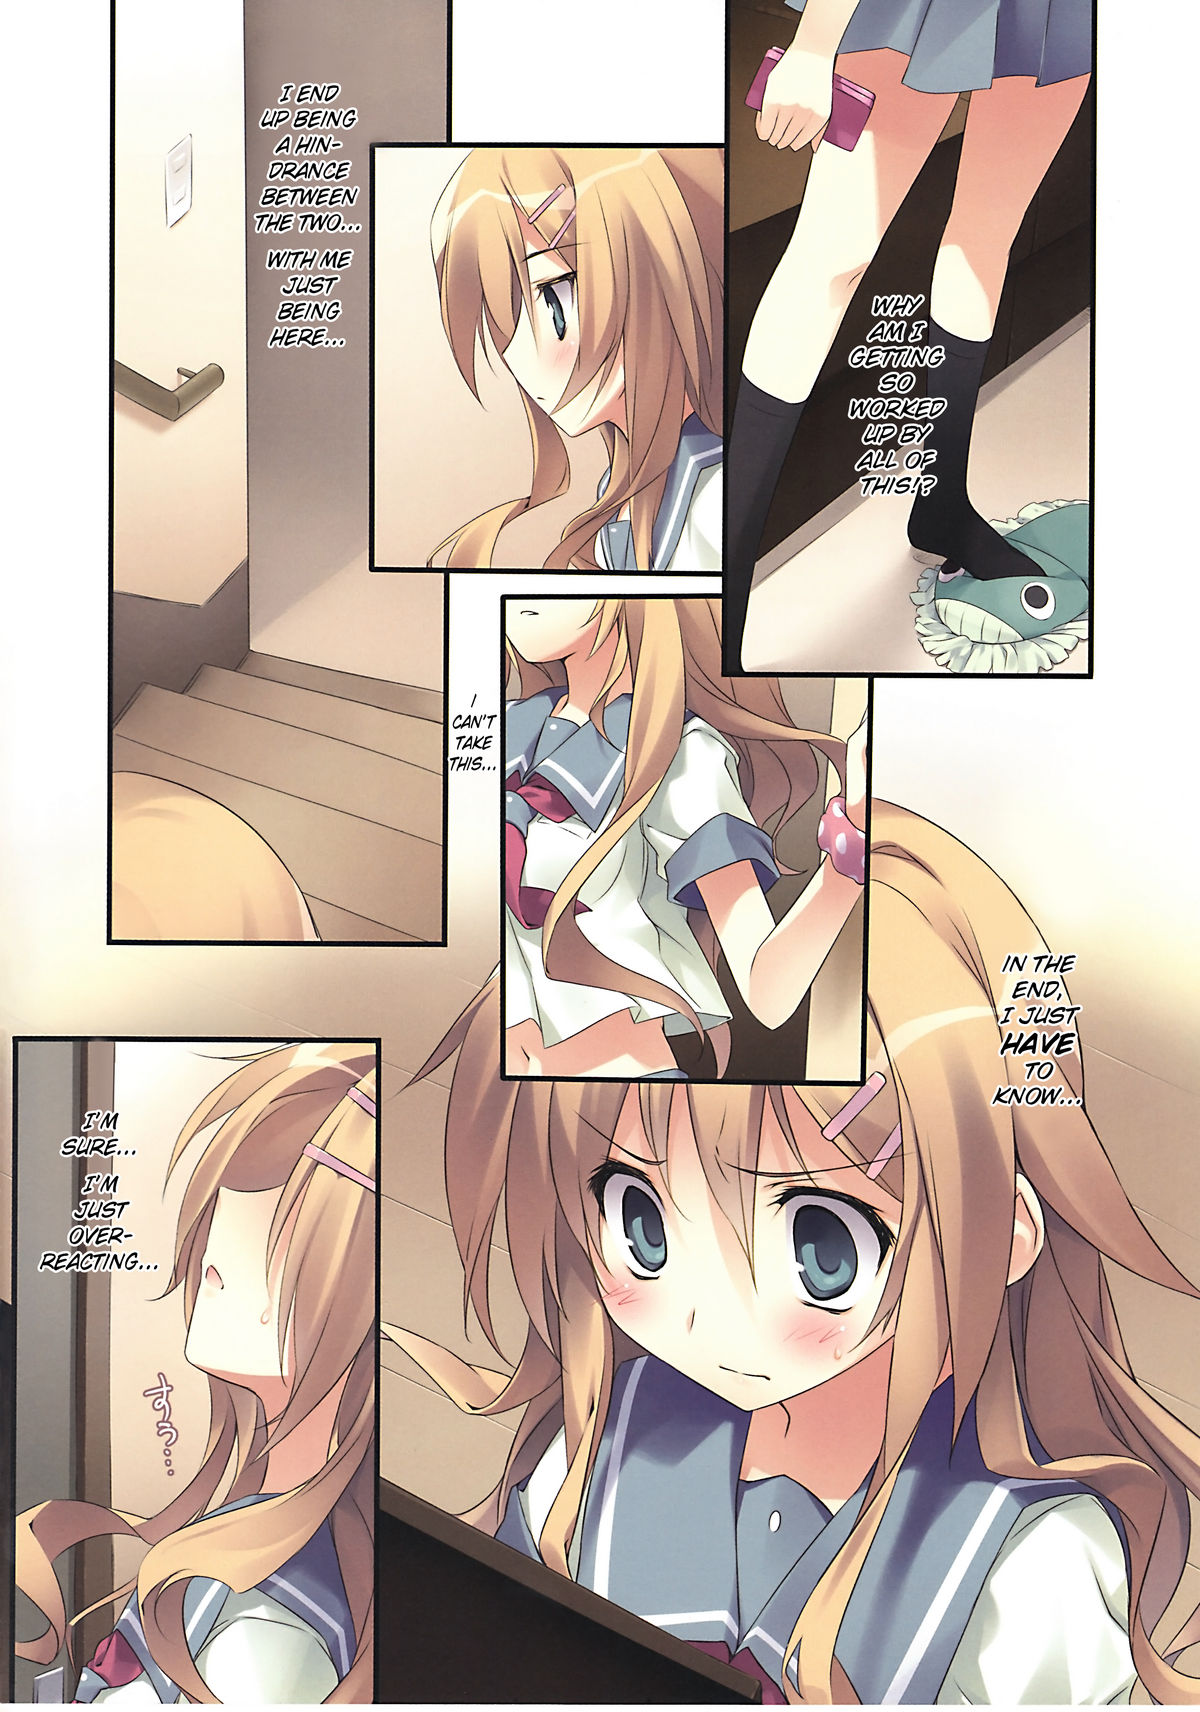 WHY
AM I
GETTING
SO
WORKED
UP BY
ALL OF
THIS!?
I END
UP BEING
A HIN-
DRANCE
BETWEEN
THE TWO...
WITH ME
JUST
BEING
HERE...
I
CAN'T
TAKE
THIS...
IN THE
END,
I JUST
HAVE
TO
KNOW...
I'M
SURE...
I'M
JUST
OVER-
REACTING...
すぅ…